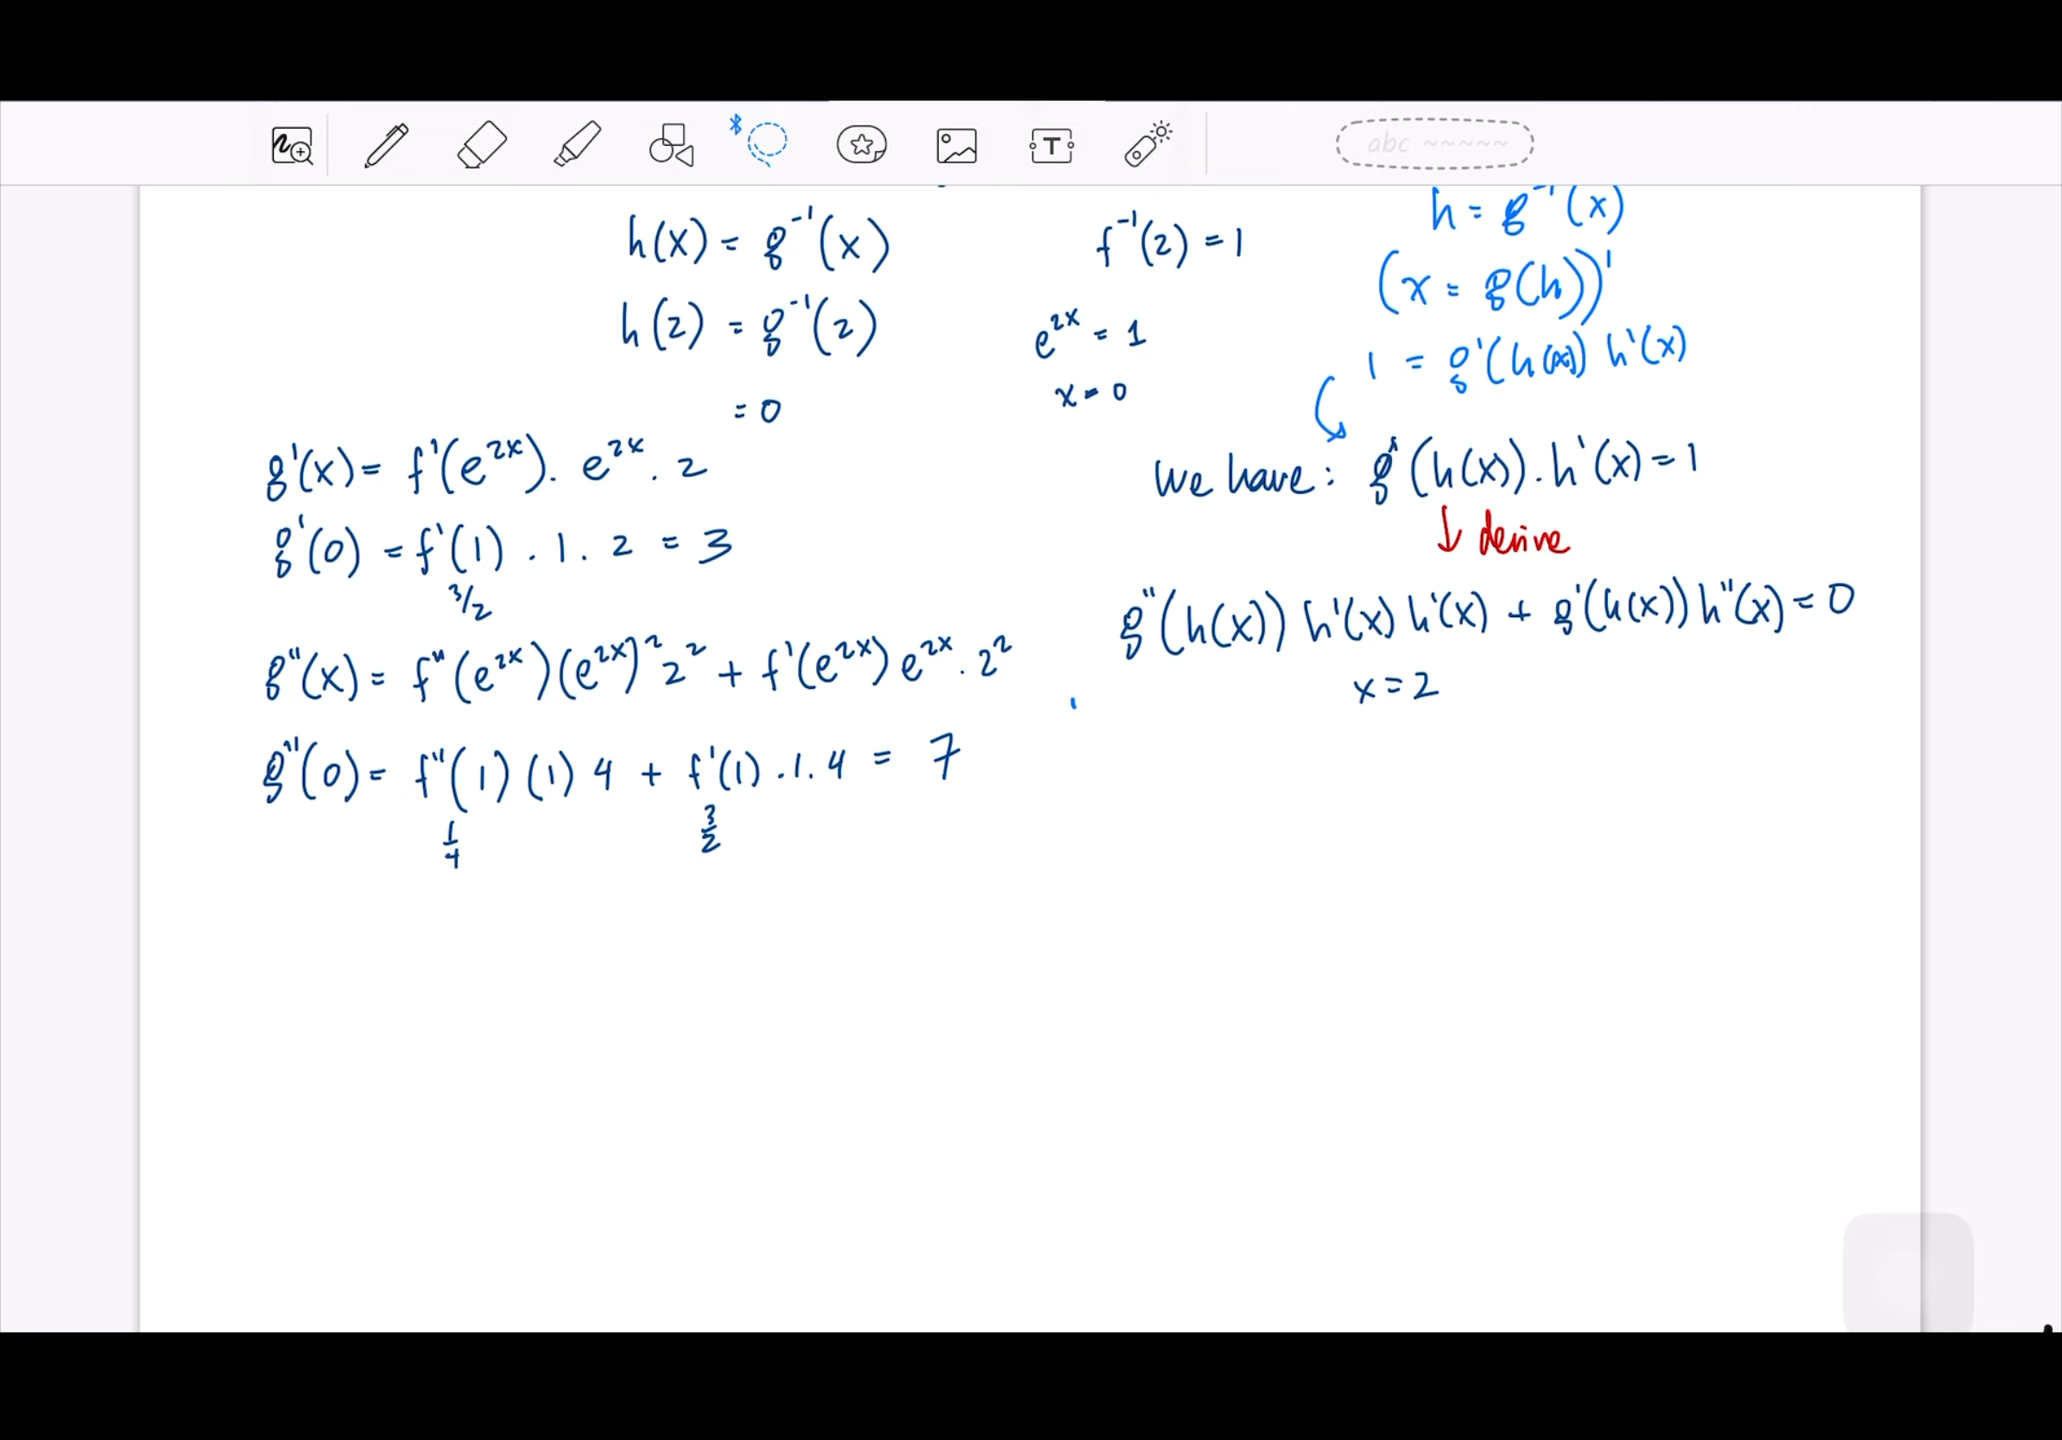 abc ~~~~~
h(x) = g⁻¹(x)
h(2) = g⁻¹(2)
= 0
f⁻¹(2) = 1
e²ˣ = 1
x = 0
h = g⁻¹(x)
(x = g(h))'
1 = g'(h(x)) h'(x)
We have: g'(h(x)). h'(x) = 1
↓ derive
g''(h(x)) h'(x) h'(x) + g'(h(x)) h''(x) = 0
x = 2
g'(x) = f'(e²ˣ). e²ˣ . 2
g'(0) = f'(1) . 1 . 2 = 3
3/2
g''(x) = f''(e²ˣ)(e²ˣ)² 2² + f'(e²ˣ) e²ˣ . 2²
g''(0) = f''(1) (1) 4 + f'(1) . 1 . 4 = 7
1/4 3/2